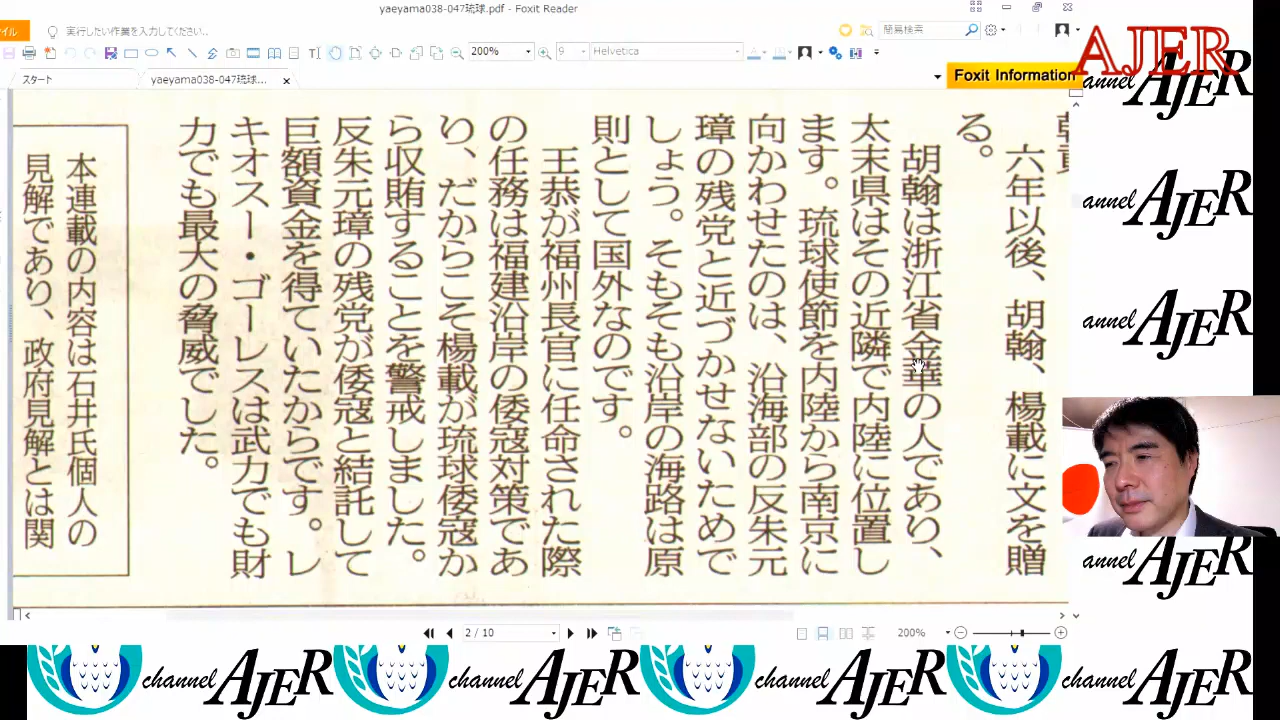 yaeyama038-047琉球.pdf - Foxit Reader
イル
実行したい作業を入力してください..
簡易検索
200%
9
Helvetica
スタート
yaeyama038-047琉球....
Foxit Information
AJER
六年以後、胡翰、楊載に文を贈
る。
胡翰は浙江省金華の人であり、
太末県はその近隣で内陸に位置し
ます。琉球使節を内陸から南京に
向かわせたのは、沿海部の反朱元
璋の残党と近づかせないためで
しょう。そもそも沿岸の海路は原
則として国外なのです。
王恭が福州長官に任命された際
の任務は福建沿岸の倭寇対策であ
り、だからこそ楊載が琉球倭寇か
ら収賄することを警戒しました。
反朱元璋の残党が倭寇と結託して
巨額資金を得ていたからです。レ
キオスー・ゴーレスは武力でも財
力でも最大の脅威でした。
本連載の内容は石井氏個人の
見解であり、政府見解とは関
2 / 10
200%
annel AJER
annel AJER
annel AJER
annel AJER
channel AJER
channel AJER
channel AJER
channel AJER